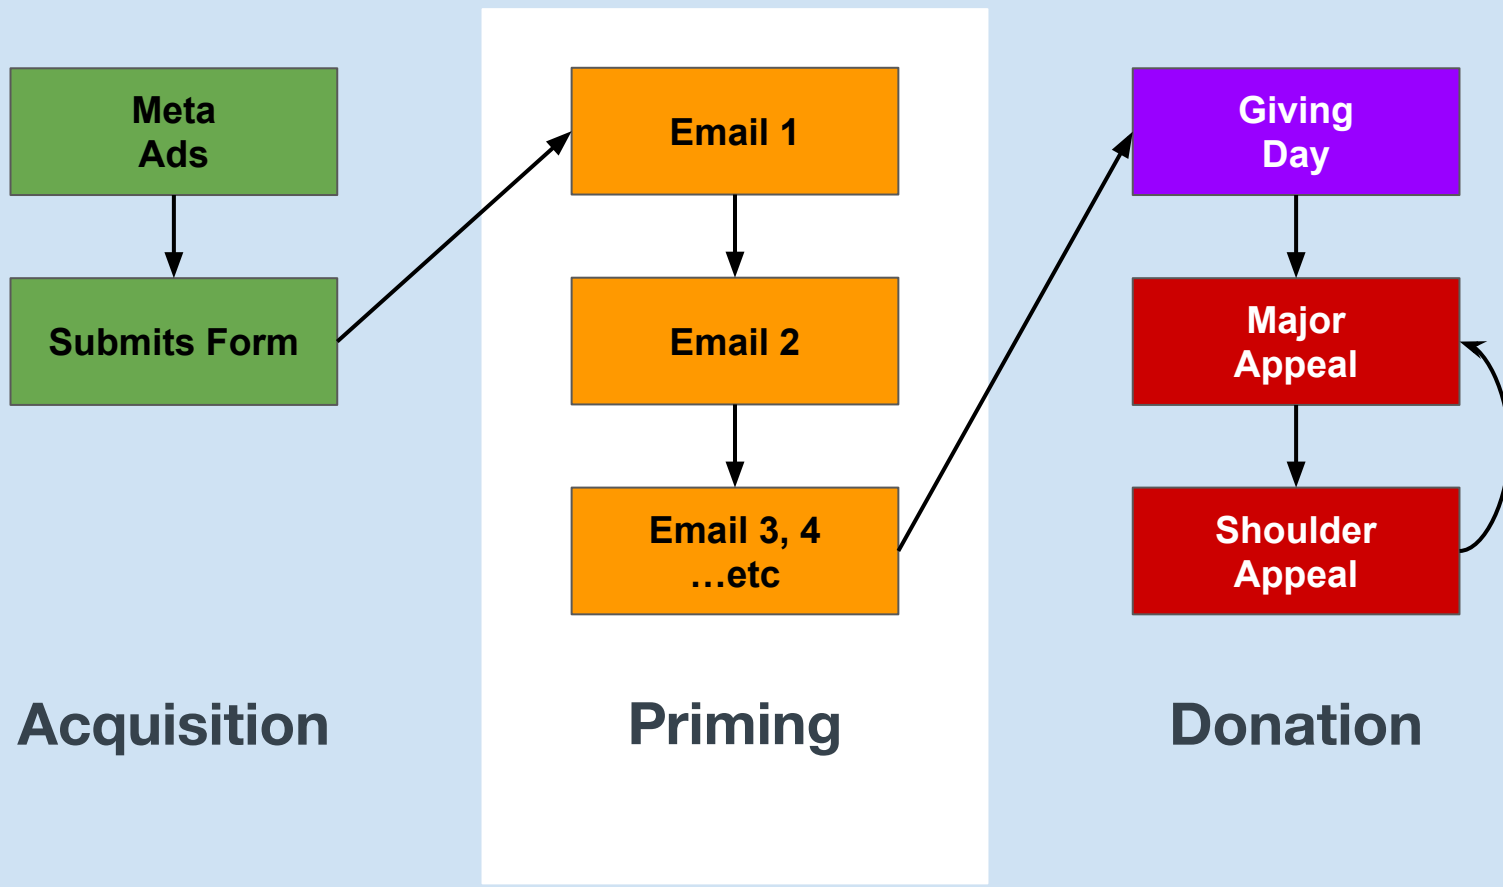 Meta
Ads
Submits Form
Acquisition
Email 1
Email 2
Email 3, 4
…etc
Priming
Giving
Day
Major
Appeal
Shoulder
Appeal
Donation